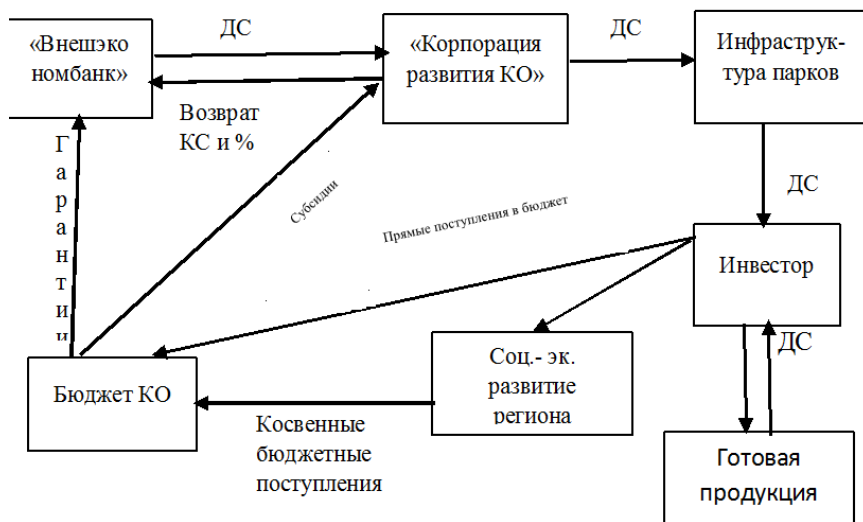 «Внешэко
номбанк»
ДС
«Корпорация
развития КО»
ДС
Инфраструк-
тура парков
Возврат
КС и %
Гарантии
Субсидии
Прямые поступления в бюджет
ДС
Инвестор
ДС
Соц.- эк.
развитие
региона
Бюджет КО
Косвенные
бюджетные
поступления
Готовая
продукция